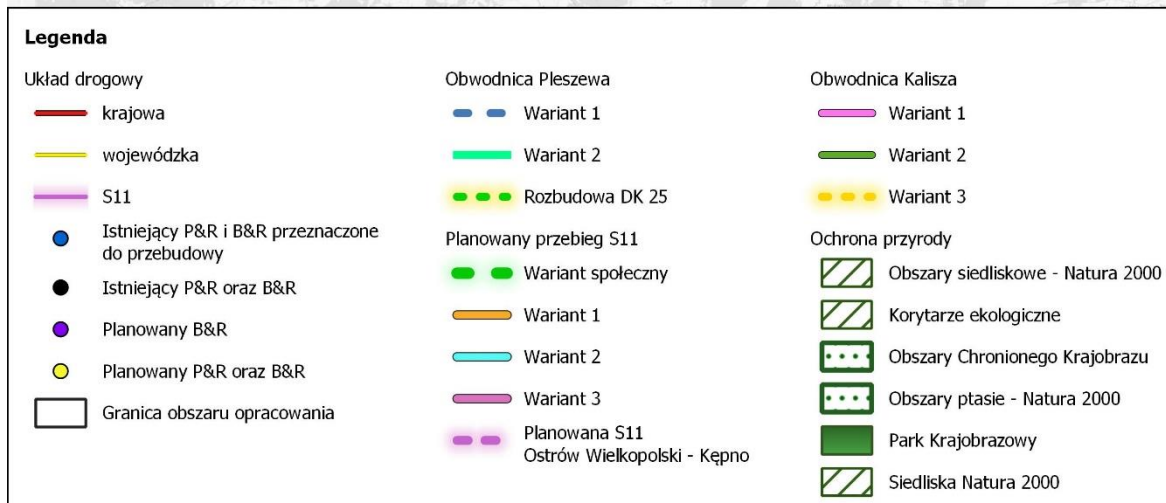 Legenda
Układ drogowy
krajowa
wojewódzka
S11
Istniejący P&R i B&R przeznaczone
do przebudowy
Istniejący P&R oraz B&R
Planowany B&R
Planowany P&R oraz B&R
Granica obszaru opracowania
Obwodnica Pleszewa
Wariant 1
Wariant 2
Rozbudowa DK 25
Planowany przebieg S11
Wariant społeczny
Wariant 1
Wariant 2
Wariant 3
Planowana S11
Ostrów Wielkopolski - Kępno
Obwodnica Kalisza
Wariant 1
Wariant 2
Wariant 3
Ochrona przyrody
Obszary siedliskowe - Natura 2000
Korytarze ekologiczne
Obszary Chronionego Krajobrazu
Obszary ptasie - Natura 2000
Park Krajobrazowy
Siedliska Natura 2000